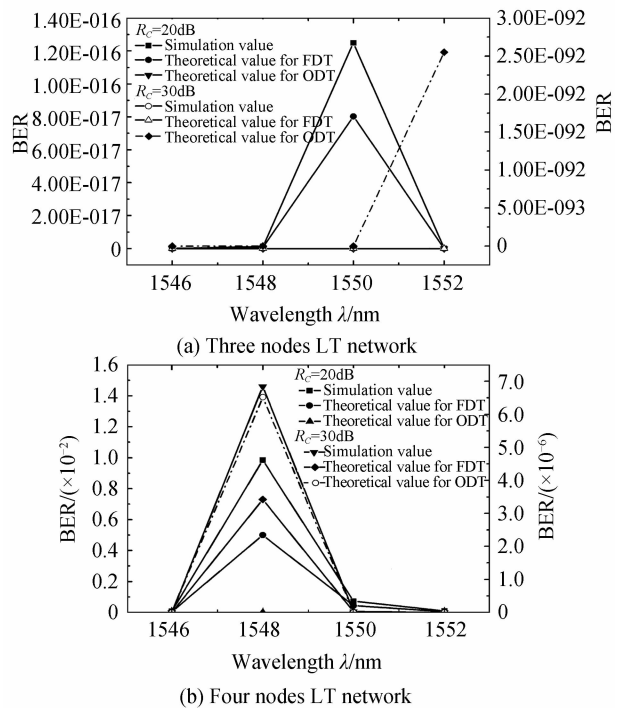 1.40E-016
1.20E-016
1.06E-016
8.00E-017
6.00E-017
4.00E-017
2.00E-017
0
BER
R_C=20dB
Simulation value
Theoretical value for FDT
Theoretical value for ODT
R_C=30dB
Simulation value
Theoretical value for FDT
Theoretical value for ODT
3.00E-092
2.50E-092
2.00E-092
1.50E-092
1.00E-092
5.00E-093
0
BER
1546 1548 1550 1552
Wavelength λ/nm
(a) Three nodes LT network
1.6
1.4
1.2
1.0
0.8
0.6
0.4
0.2
0
BER/(×10⁻²)
R_C=20dB
Simulation value
Theoretical value for FDT
Theoretical value for ODT
R_C=30dB
Simulation value
Theoretical value for FDT
Theoretical value for ODT
7.0
6.0
5.0
4.0
3.0
2.0
1.0
0
BER/(×10⁻⁶)
1546 1548 1550 1552
Wavelength λ/nm
(b) Four nodes LT network